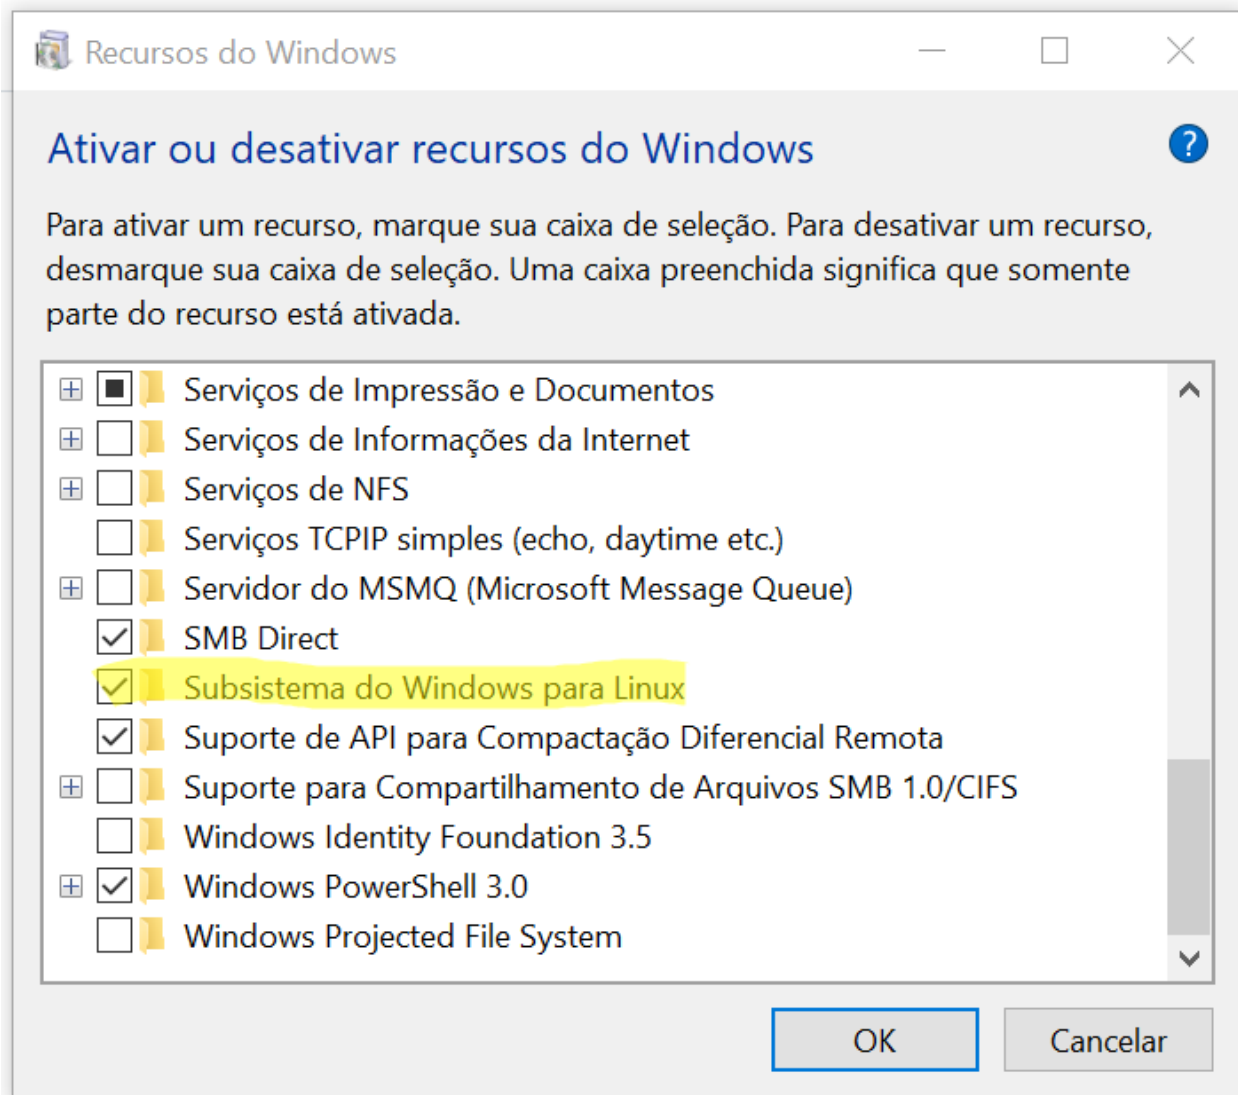 Recursos do Windows
Ativar ou desativar recursos do Windows
?
Para ativar um recurso, marque sua caixa de seleção. Para desativar um recurso,
desmarque sua caixa de seleção. Uma caixa preenchida significa que somente
parte do recurso está ativada.
Serviços de Impressão e Documentos
Serviços de Informações da Internet
Serviços de NFS
Serviços TCPIP simples (echo, daytime etc.)
Servidor do MSMQ (Microsoft Message Queue)
SMB Direct
Subsistema do Windows para Linux
Suporte de API para Compactação Diferencial Remota
Suporte para Compartilhamento de Arquivos SMB 1.0/CIFS
Windows Identity Foundation 3.5
Windows PowerShell 3.0
Windows Projected File System
OK
Cancelar